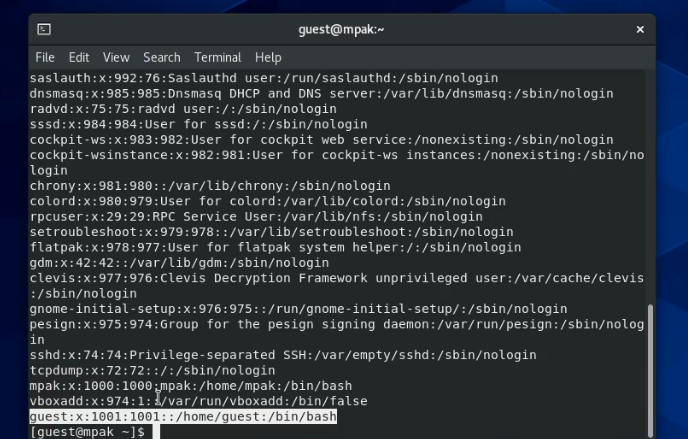 guest@mpak:~
File Edit View Search Terminal Help
saslauth:x:992:76:Saslauthd user:/run/saslauthd:/sbin/nologin
dnsmasq:x:985:985:Dnsmasq DHCP and DNS server:/var/lib/dnsmasq:/sbin/nologin
radvd:x:75:75:radvd user:/:/sbin/nologin
sssd:x:984:984:User for sssd:/:/sbin/nologin
cockpit-ws:x:983:982:User for cockpit web service:/nonexisting:/sbin/nologin
cockpit-wsinstance:x:982:981:User for cockpit-ws instances:/nonexisting:/sbin/no
login
chrony:x:981:980::/var/lib/chrony:/sbin/nologin
colord:x:980:979:User for colord:/var/lib/colord:/sbin/nologin
rpcuser:x:29:29:RPC Service User:/var/lib/nfs:/sbin/nologin
setroubleshoot:x:979:978::/var/lib/setroubleshoot:/sbin/nologin
flatpak:x:978:977:User for flatpak system helper:/:/sbin/nologin
gdm:x:42:42::/var/lib/gdm:/sbin/nologin
clevis:x:977:976:Clevis Decryption Framework unprivileged user:/var/cache/clevis
:/sbin/nologin
gnome-initial-setup:x:976:975::/run/gnome-initial-setup/:/sbin/nologin
pesign:x:975:974:Group for the pesign signing daemon:/var/run/pesign:/sbin/nolog
in
sshd:x:74:74:Privilege-separated SSH:/var/empty/sshd:/sbin/nologin
tcpdump:x:72:72::/:/sbin/nologin
mpak:x:1000:1000:mpak:/home/mpak:/bin/bash
vboxadd:x:974:1::/var/run/vboxadd:/bin/false
guest:x:1001:1001::/home/guest:/bin/bash
[guest@mpak ~]$